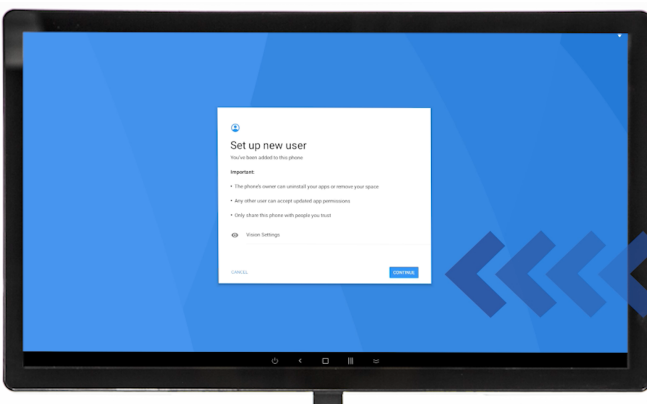 Set up new user
You've been added to this phone
Important:
• The phone's owner can uninstall your apps or remove your space
• Any other user can accept updated app permissions
• Only share this phone with people you trust
Vision Settings
CANCEL
CONTINUE